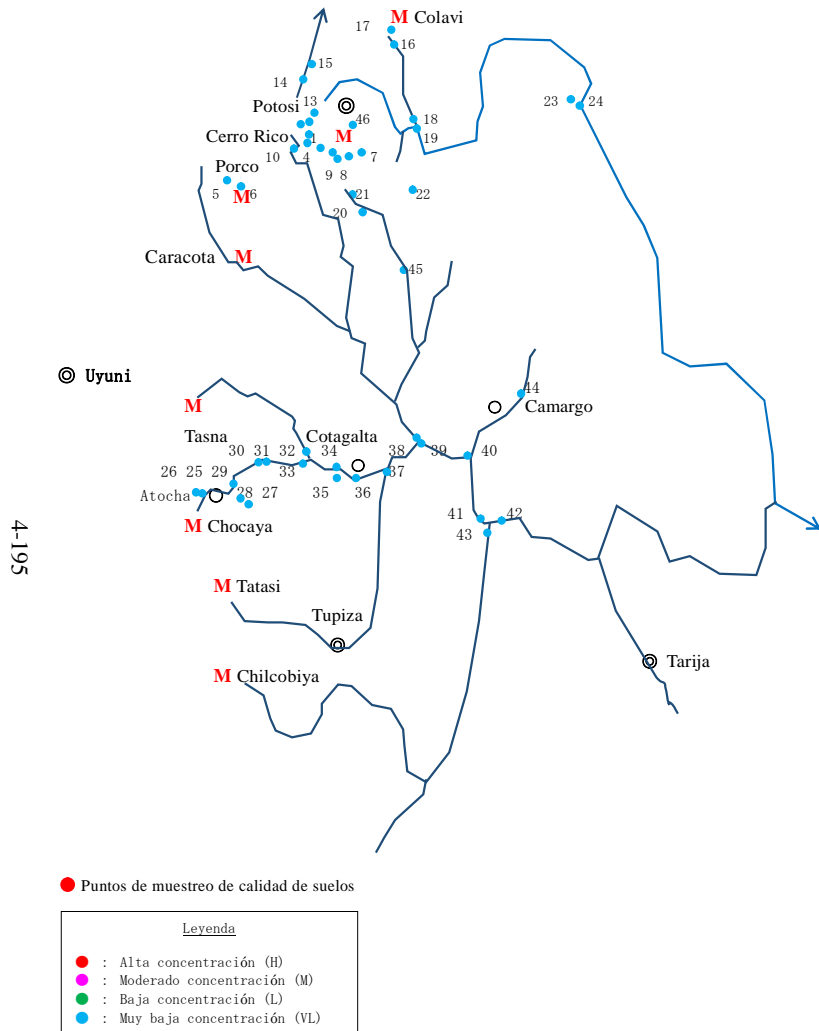 17
M Colavi
16
15
14
23
24
13
Potosi
46
18
19
Cerro Rico
1
M
10
4
7
Porco
9 8
5
6
M
21
22
20
Caracota
M
45
Uyuni
44
M
Camargo
Tasna
Cotagalta
38
30
31
32
34
39
40
26
25
29
33
37
Atocha
28
27
35
36
M Chocaya
41
42
43
4-195
M Tatasi
Tupiza
Tarija
M Chilcobiya
Puntos de muestreo de calidad de suelos
Leyenda
: Alta concentración (H)
: Moderado concentración (M)
: Baja concentración (L)
: Muy baja concentración (VL)